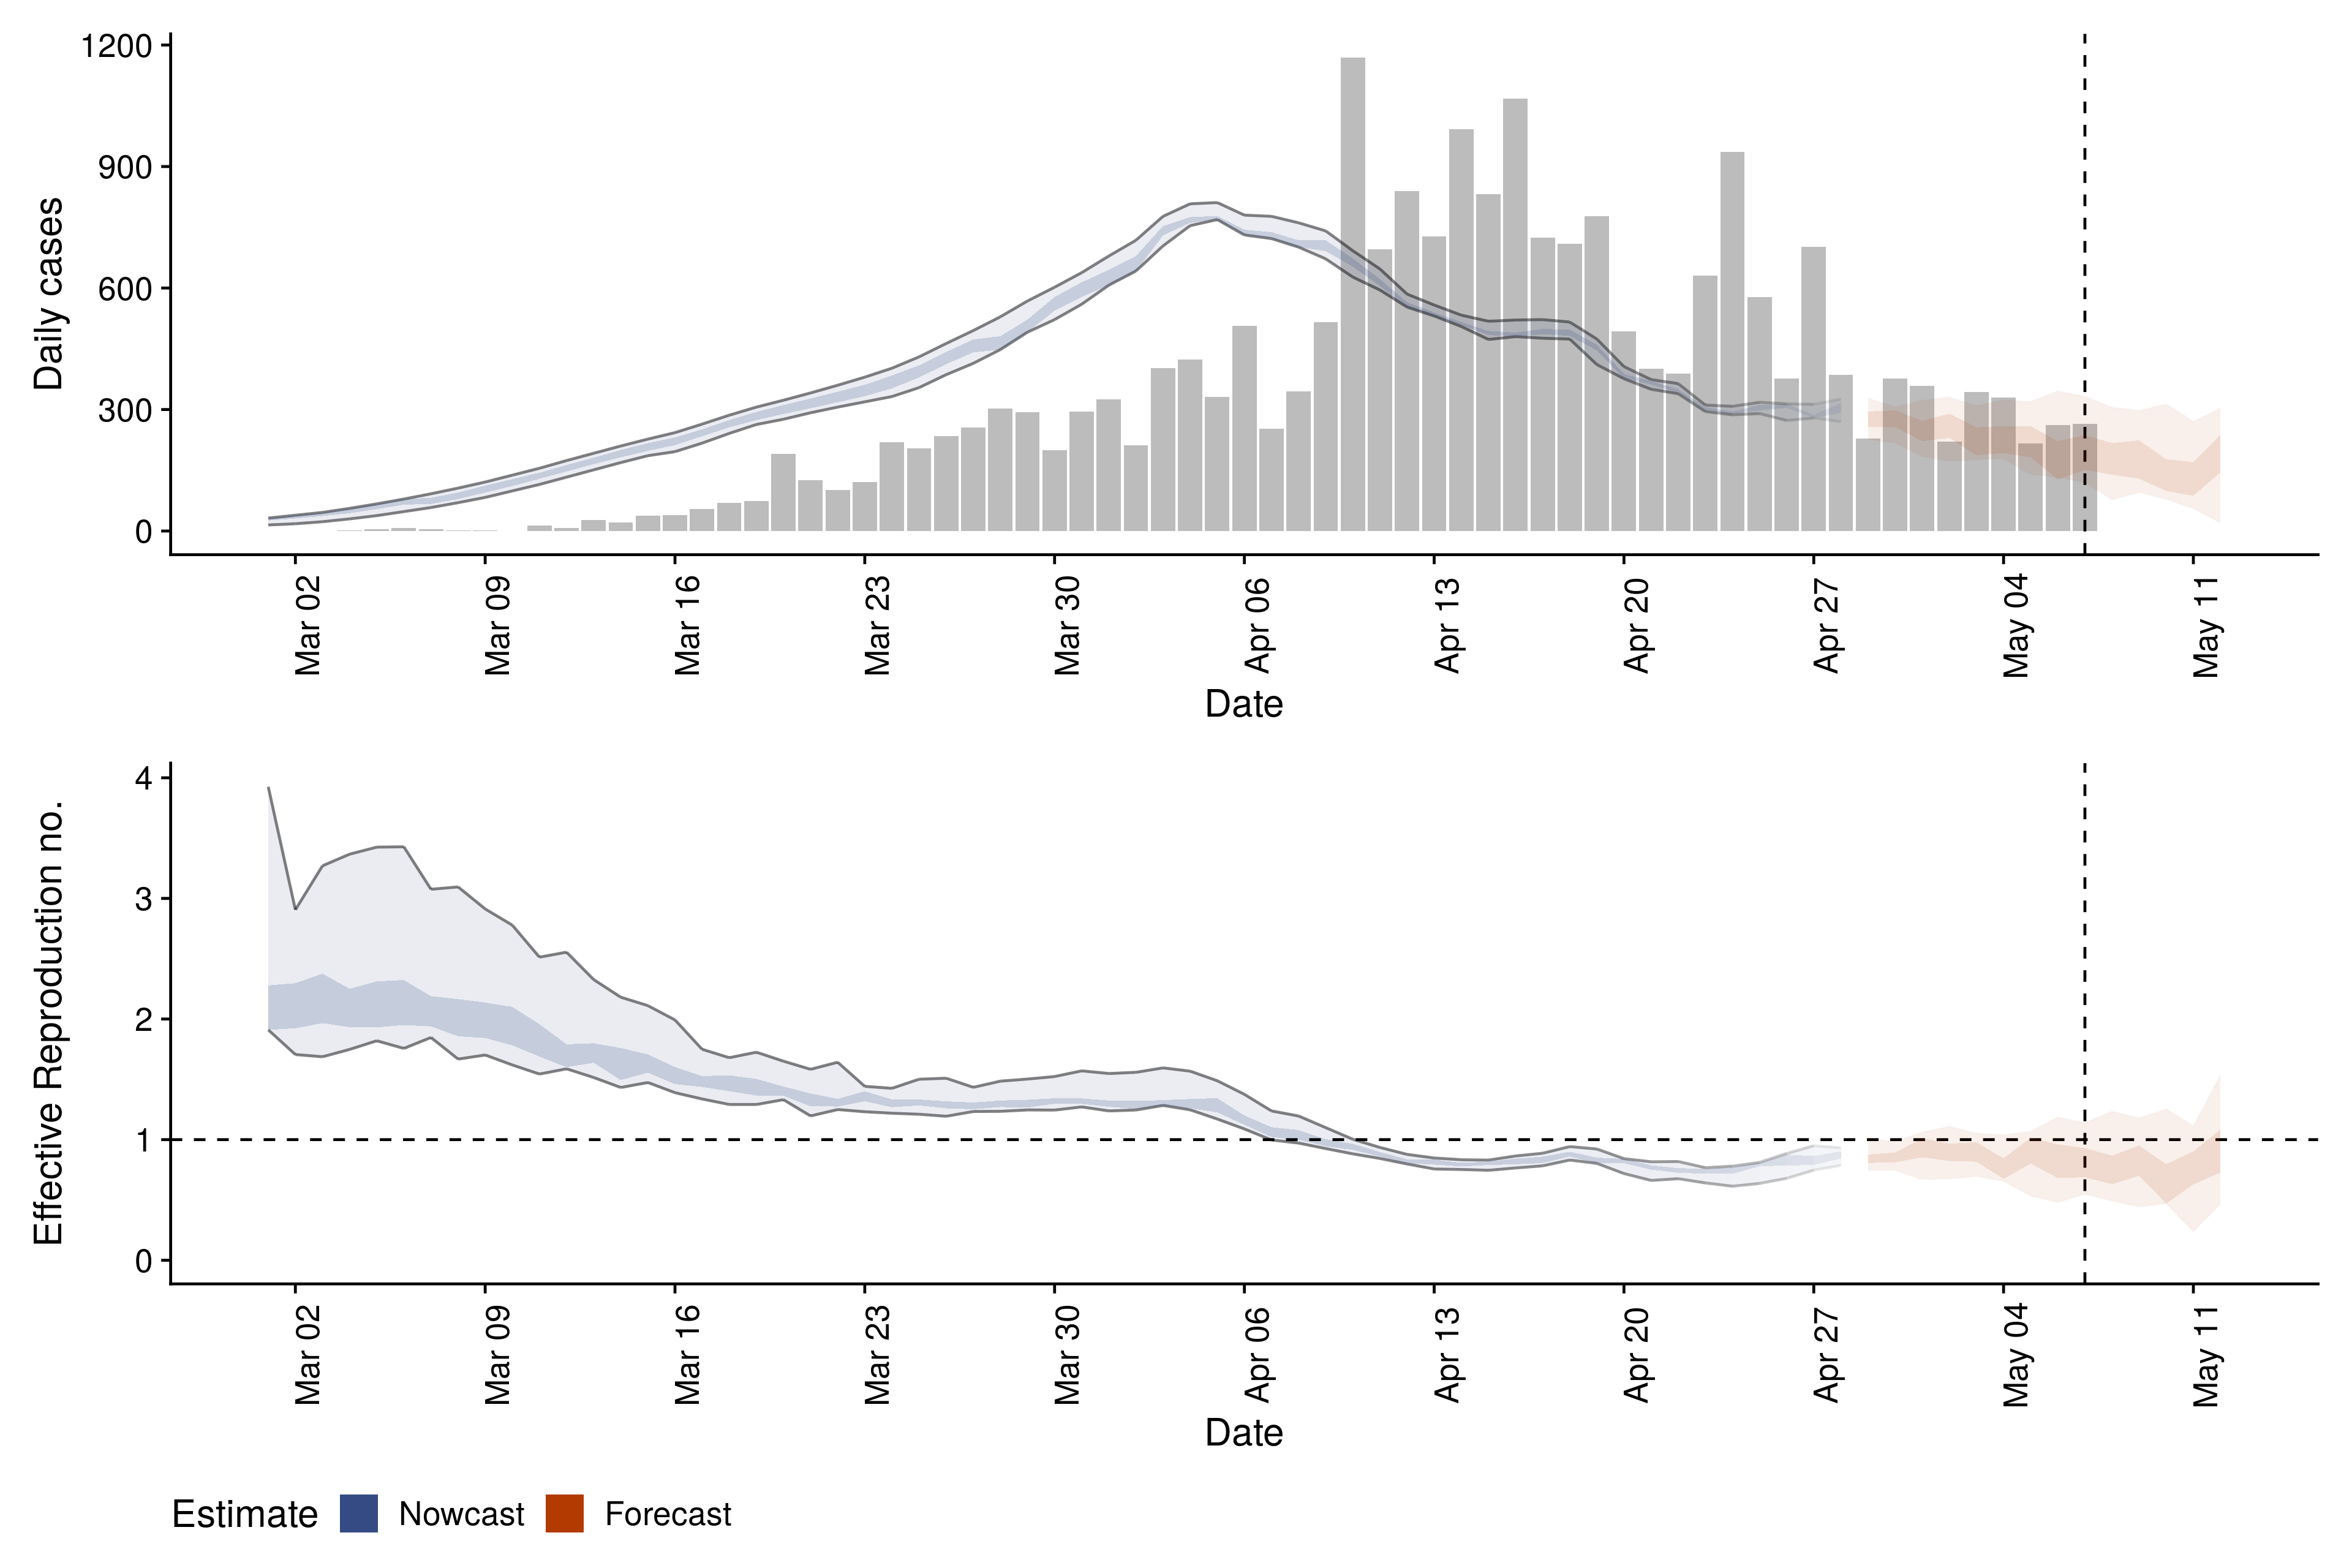 1200
900
600
300
0
Daily cases
Mar 02
Mar 09
Mar 16
Mar 23
Mar 30
Apr 06
Apr 13
Apr 20
Apr 27
May 04
May 11
Date
4
3
2
1
0
Effective Reproduction no.
Mar 02
Mar 09
Mar 16
Mar 23
Mar 30
Apr 06
Apr 13
Apr 20
Apr 27
May 04
May 11
Date
Estimate Nowcast Forecast